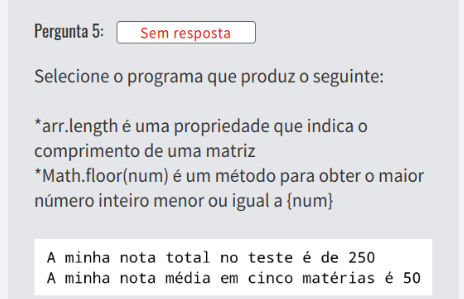 Pergunta 5: Sem resposta
Selecione o programa que produz o seguinte:
*arr.length é uma propriedade que indica o
comprimento de uma matriz
*Math.floor(num) é um método para obter o maior
número inteiro menor ou igual a {num}
A minha nota total no teste é de 250
A minha nota média em cinco matérias é 50